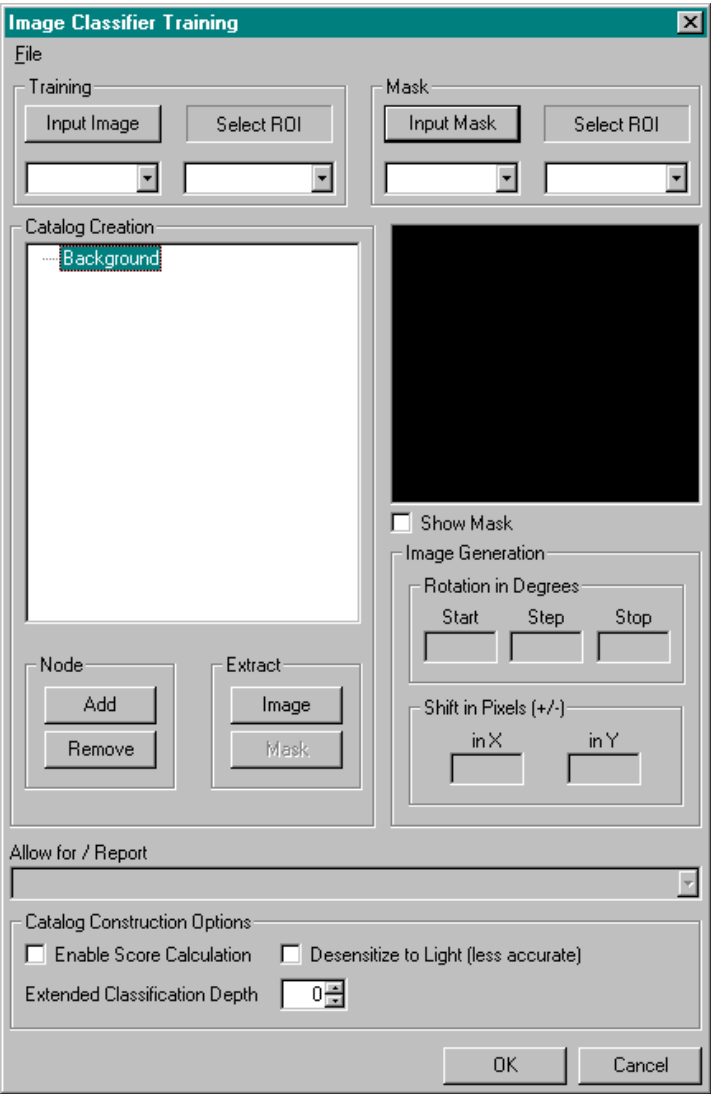 Image Classifier Training
File
Training
Mask
Input Image
Select ROI
Input Mask
Select ROI
Catalog Creation
Background
Show Mask
Image Generation
Rotation in Degrees
Start Step Stop
Node
Extract
Add
Image
Remove
Mask
Shift in Pixels (+/-)
in X in Y
Allow for / Report
Catalog Construction Options
Enable Score Calculation
Desensitize to Light (less accurate)
Extended Classification Depth 0
OK
Cancel